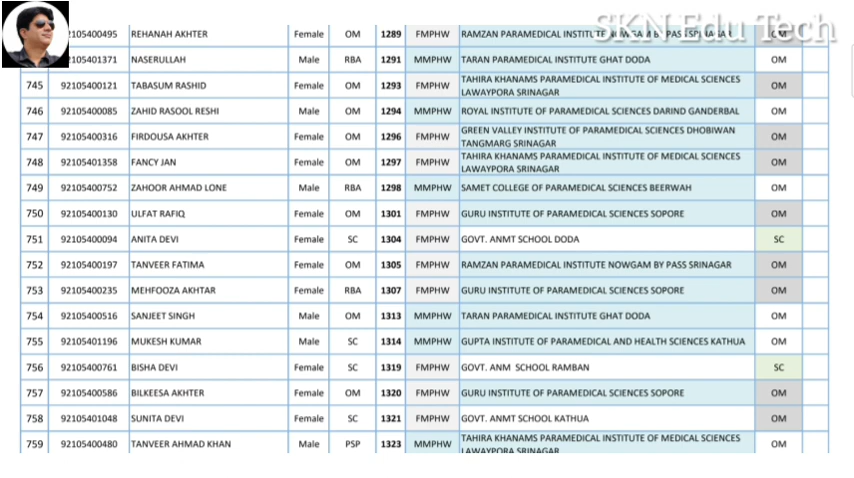 SKN Edu Tech
2105400495 REHANAH AKHTER Female OM 1289 FMPHW RAMZAN PARAMEDICAL INSTITUTE NOWGAM BY PASS SRINAGAR OM
2105401371 NASERULLAH Male RBA 1291 MMPHW TARAN PARAMEDICAL INSTITUTE GHAT DODA OM
745 92105400121 TABASUM RASHID Female OM 1293 FMPHW TAHIRA KHANAMS PARAMEDICAL INSTITUTE OF MEDICAL SCIENCES LAWAYPORA SRINAGAR OM
746 92105400085 ZAHID RASOOL RESHI Male OM 1294 MMPHW ROYAL INSTITUTE OF PARAMEDICAL SCIENCES DARIND GANDERBAL OM
747 92105400316 FIRDOUSA AKHTER Female OM 1296 FMPHW GREEN VALLEY INSTITUTE OF PARAMEDICAL SCIENCES DHOBIWAN TANGMARG SRINAGAR OM
748 92105401358 FANCY JAN Female OM 1297 FMPHW TAHIRA KHANAMS PARAMEDICAL INSTITUTE OF MEDICAL SCIENCES LAWAYPORA SRINAGAR OM
749 92105400752 ZAHOOR AHMAD LONE Male RBA 1298 MMPHW SAMET COLLEGE OF PARAMEDICAL SCIENCES BEERWAH OM
750 92105400130 ULFAT RAFIQ Female OM 1301 FMPHW GURU INSTITUTE OF PARAMEDICAL SCIENCES SOPORE OM
751 92105400094 ANITA DEVI Female SC 1304 FMPHW GOVT. ANMT SCHOOL DODA SC
752 92105400197 TANVEER FATIMA Female OM 1305 FMPHW RAMZAN PARAMEDICAL INSTITUTE NOWGAM BY PASS SRINAGAR OM
753 92105400235 MEHFOOZA AKHTAR Female RBA 1307 FMPHW GURU INSTITUTE OF PARAMEDICAL SCIENCES SOPORE OM
754 92105400516 SANJEET SINGH Male OM 1313 MMPHW TARAN PARAMEDICAL INSTITUTE GHAT DODA OM
755 92105401196 MUKESH KUMAR Male SC 1314 MMPHW GUPTA INSTITUTE OF PARAMEDICAL AND HEALTH SCIENCES KATHUA OM
756 92105400761 BISHA DEVI Female SC 1319 FMPHW GOVT. ANM SCHOOL RAMBAN SC
757 92105400586 BILKEESA AKHTER Female OM 1320 FMPHW GURU INSTITUTE OF PARAMEDICAL SCIENCES SOPORE OM
758 92105401048 SUNITA DEVI Female SC 1321 FMPHW GOVT. ANMT SCHOOL KATHUA OM
759 92105400480 TANVEER AHMAD KHAN Male PSP 1323 MMPHW TAHIRA KHANAMS PARAMEDICAL INSTITUTE OF MEDICAL SCIENCES LAWAYPORA SRINAGAR OM